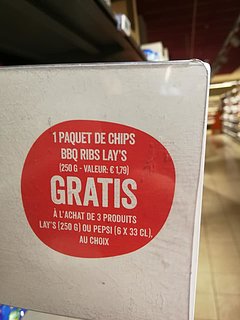 1 PAQUET DE CHIPS
BBQ RIBS LAY'S
(250 G - VALEUR: € 1,79)
GRATIS
À L'ACHAT DE 3 PRODUITS
LAY'S (250 G) OU PEPSI (6 X 33 CL),
AU CHOIX